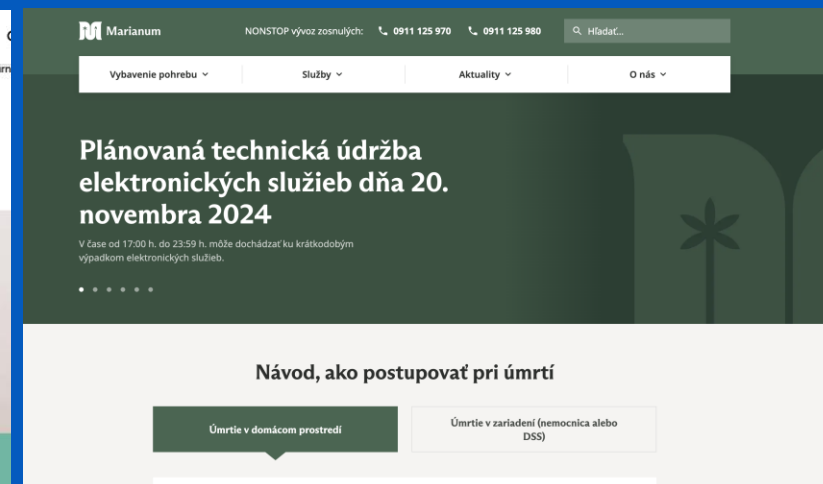 Marianum
NONSTOP vývoz zosnulých: 0911 125 970 0911 125 980
Hľadať...
Vybavenie pohrebu Služby Aktuality O nás
Plánovaná technická údržba
elektronických služieb dňa 20.
novembra 2024
V čase od 17:00 h. do 23:59 h. môže dochádzať ku krátkodobým
výpadkom elektronických služieb.
Návod, ako postupovať pri úmrtí
Úmrtie v domácom prostredí
Úmrtie v zariadení (nemocnica alebo
DSS)